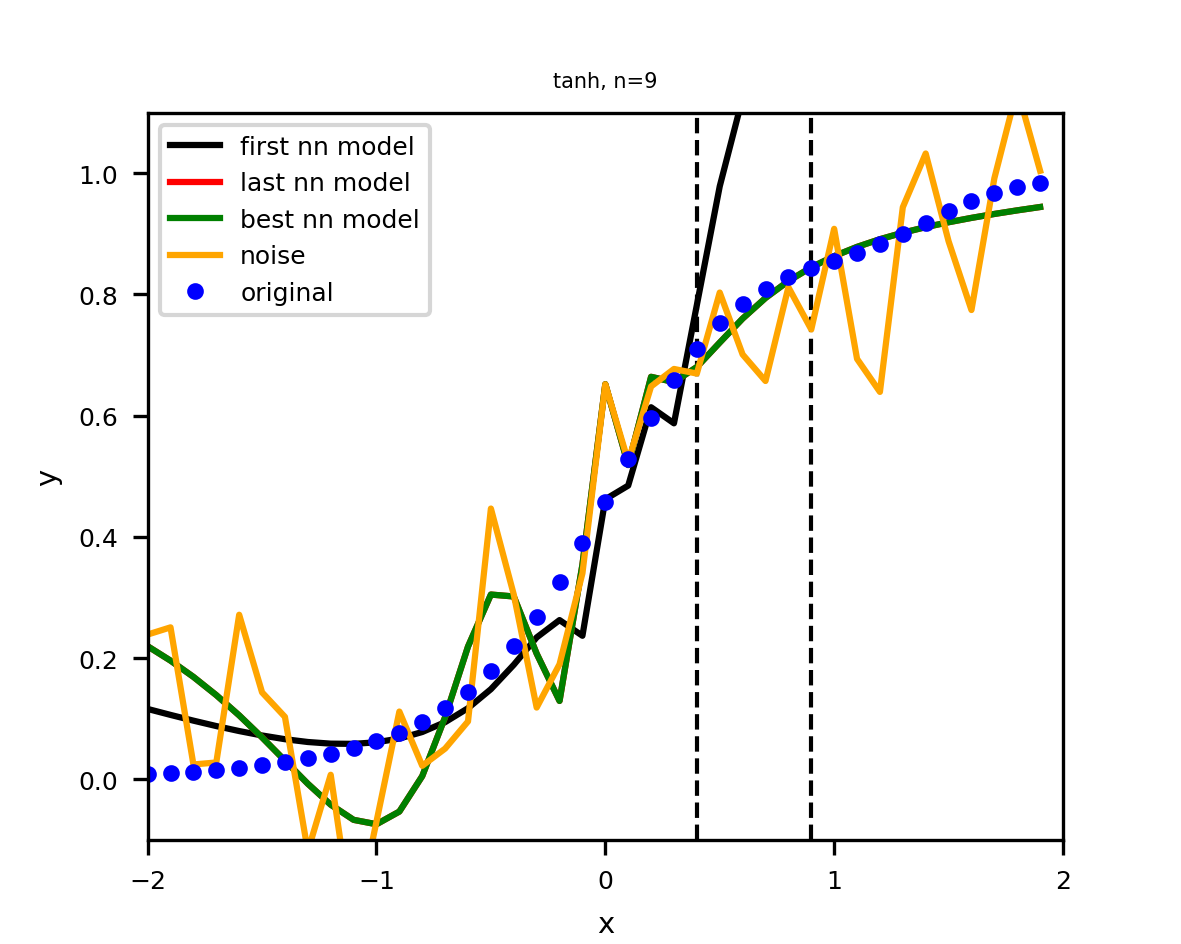 tanh, n=9
first nn model
last nn model
best nn model
noise
original
1.0
0.8
0.6
0.4
0.2
0.0
y
−2
−1
0
1
2
x